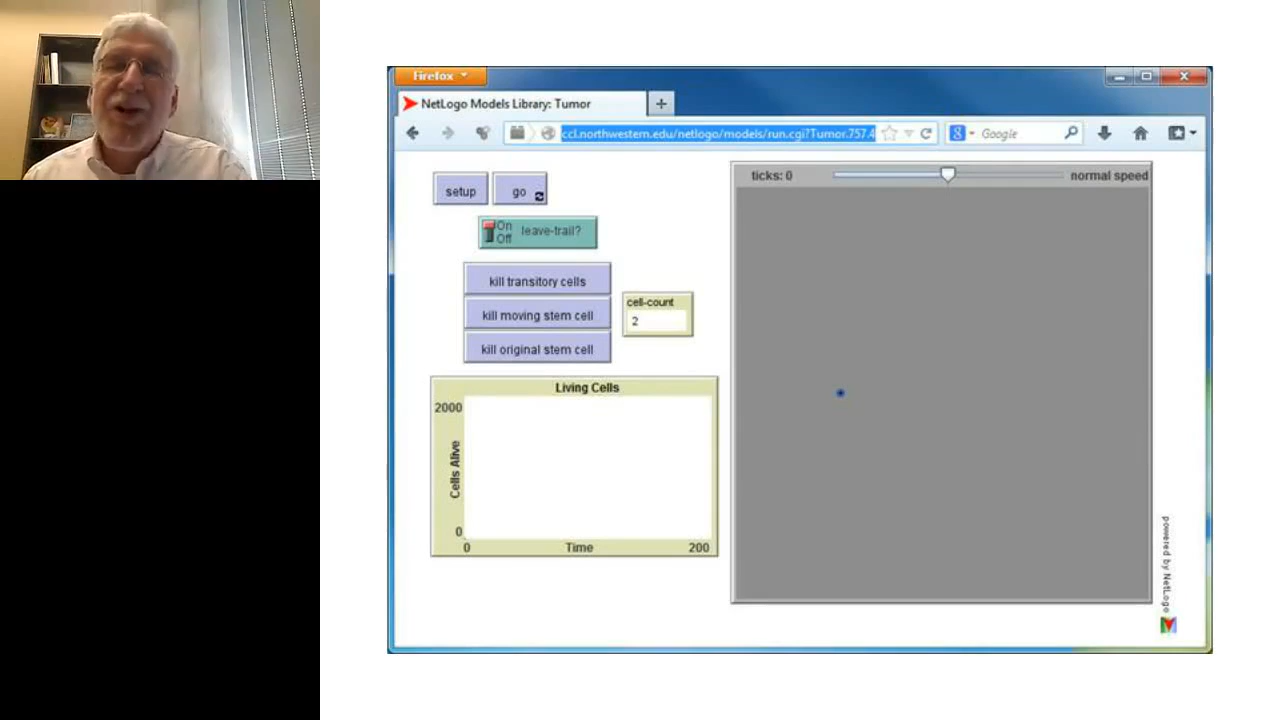 Firefox
NetLogo Models Library: Tumor
ccl.northwestern.edu/netlogo/models/run.cgi?Tumor.757.4
Google
setup
go
ticks: 0
normal speed
On
Off
leave-trail?
kill transitory cells
kill moving stem cell
kill original stem cell
cell-count
2
Living Cells
2000
Cells Alive
0
0
Time
200
powered by NetLogo